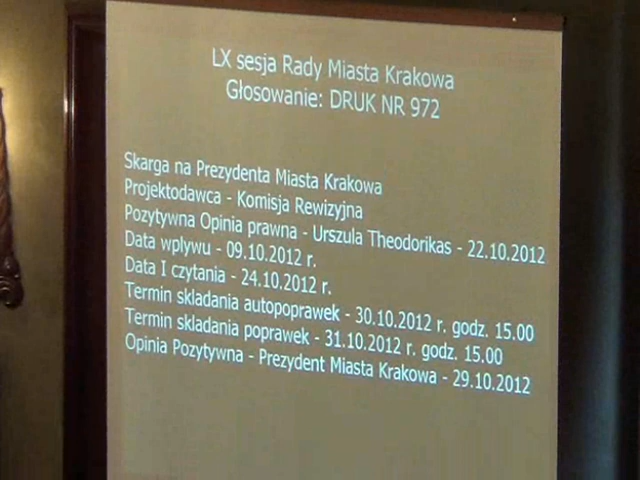 LX sesja Rady Miasta Krakowa
Głosowanie: DRUK NR 972
Skarga na Prezydenta Miasta Krakowa
Projektodawca - Komisja Rewizyjna
Pozytywna Opinia prawna - Urszula Theodorikas - 22.10.2012
Data wpływu - 09.10.2012 r.
Data I czytania - 24.10.2012 r.
Termin skladania autopoprawek - 30.10.2012 r. godz. 15.00
Termin skladania poprawek - 31.10.2012 r. godz. 15.00
Opinia Pozytywna - Prezydent Miasta Krakowa - 29.10.2012